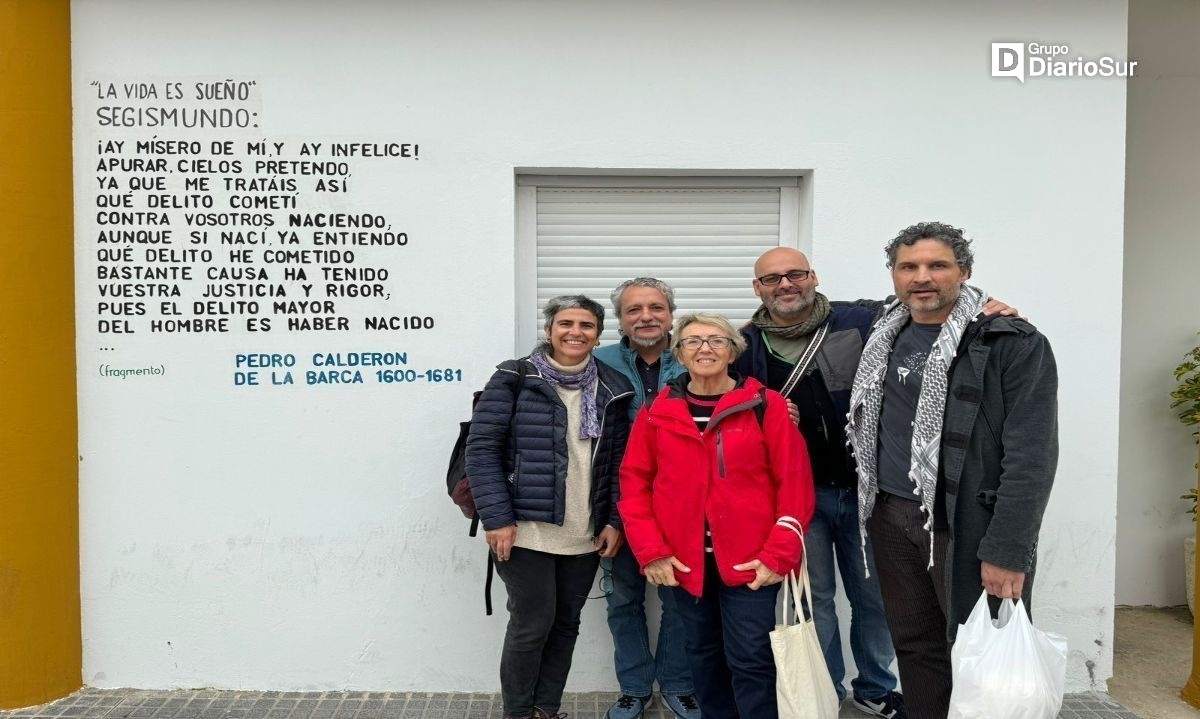 "LA VIDA ES SUEÑO"
SEGISMUNDO:
¡AY MÍSERO DE MÍ, Y AY INFELICE!
APURAR, CIELOS PRETENDO,
YA QUE ME TRATÁIS ASÍ
QUÉ DELITO COMETÍ
CONTRA VOSOTROS NACIENDO,
AUNQUE SI NACÍ, YA ENTIENDO
QUÉ DELITO HE COMETIDO
BASTANTE CAUSA HA TENIDO
VUESTRA JUSTICIA Y RIGOR,
PUES EL DELITO MAYOR
DEL HOMBRE ES HABER NACIDO
...
(fragmento)
PEDRO CALDERON
DE LA BARCA 1600-1681
Grupo
DiarioSur